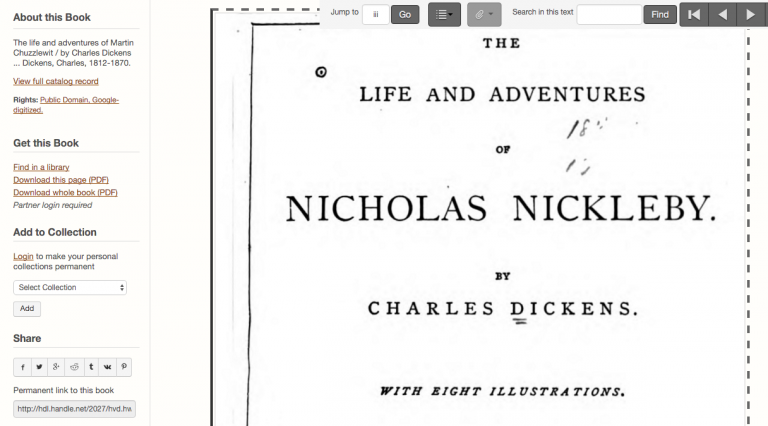 About this Book
The life and adventures of Martin
Chuzzlewit / by Charles Dickens
... Dickens, Charles, 1812-1870.
View full catalog record
Rights: Public Domain, Google-
digitized.
Get this Book
Find in a library
Download this page (PDF)
Download whole book (PDF)
Partner login required
Add to Collection
Login to make your personal
collections permanent
Select Collection
Add
Share
Permanent link to this book
http://hdl.handle.net/2027/hvd.hw
Jump to iii Go
Search in this text Find
THE
LIFE AND ADVENTURES
OF
NICHOLAS NICKLEBY.
BY
CHARLES DICKENS.
WITH EIGHT ILLUSTRATIONS.